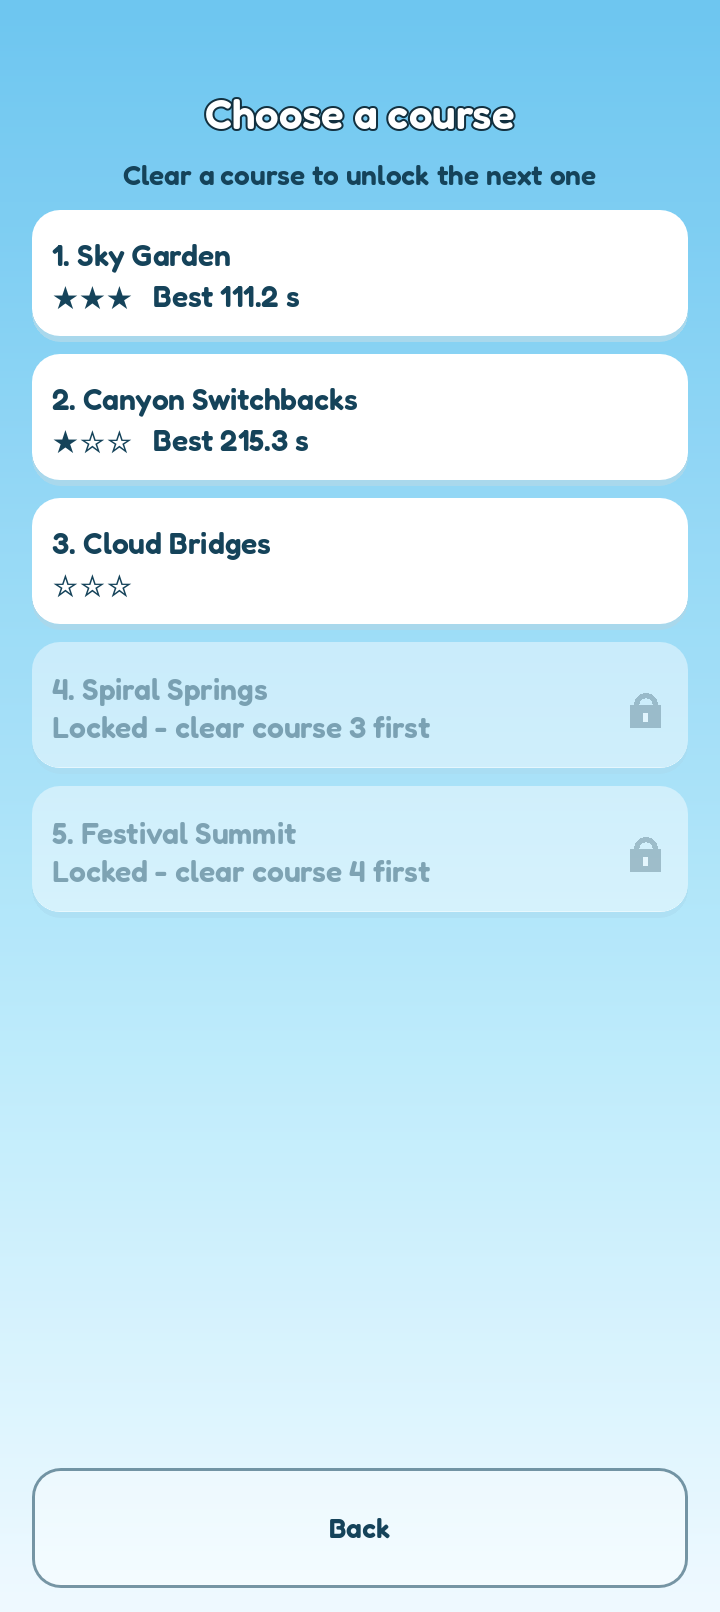 Choose a course
Clear a course to unlock the next one
1. Sky Garden
★★★ Best 111.2 s
2. Canyon Switchbacks
★☆☆ Best 215.3 s
3. Cloud Bridges
☆☆☆
4. Spiral Springs
Locked - clear course 3 first
5. Festival Summit
Locked - clear course 4 first
Back